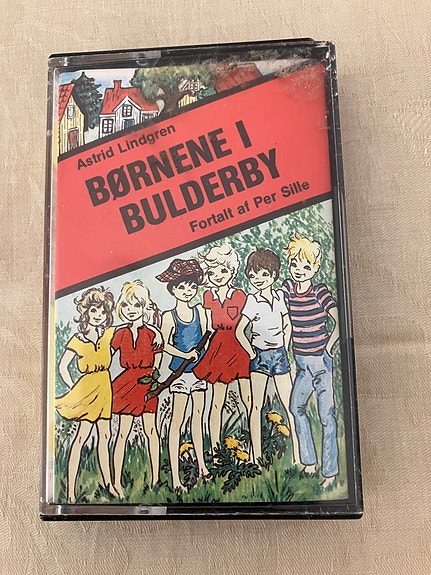 Astrid Lindgren
BØRNENE I
BULDERBY
Fortalt af Per Sille